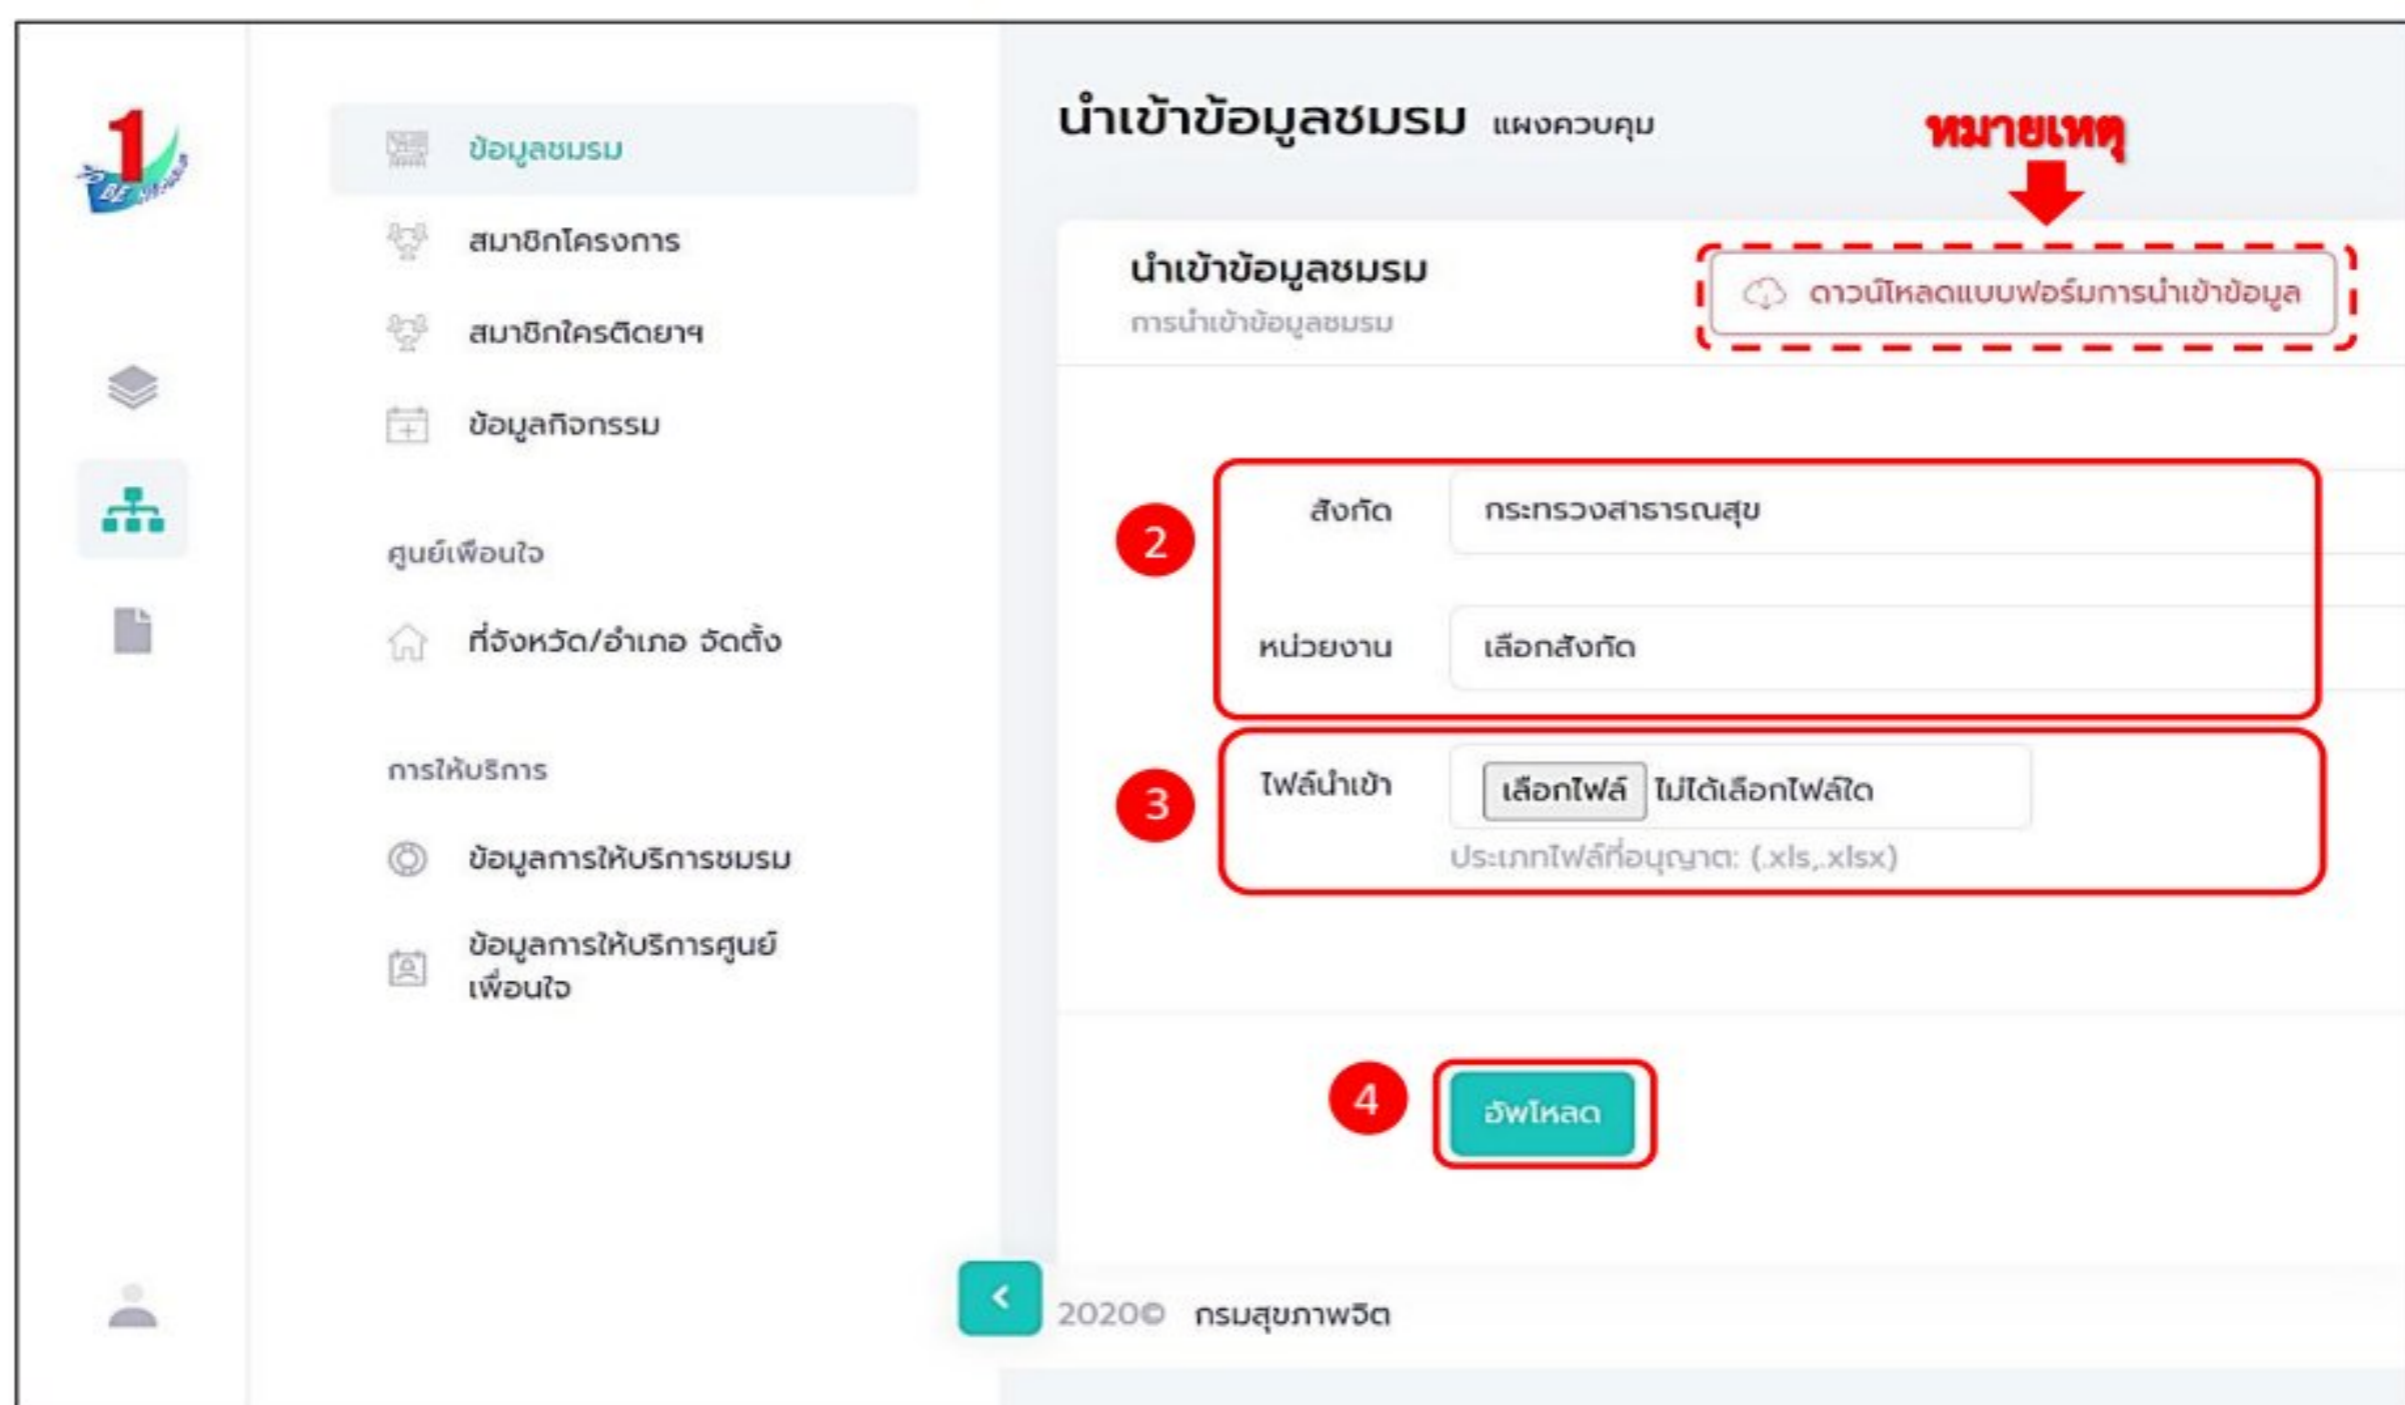 1
BE
ข้อมูลชมรม
สมาชิกโครงการ
สมาชิกใครติดยาฯ
ข้อมูลกิจกรรม
ศูนย์เพื่อนใจ
ที่จังหวัด/อำเภอ จัดตั้ง
การให้บริการ
ข้อมูลการให้บริการชมรม
ข้อมูลการให้บริการศูนย์
เพื่อนใจ
นำเข้าข้อมูลชมรม แผงควบคุม
หมายเหตุ
นำเข้าข้อมูลชมรม
การนำเข้าข้อมูลชมรม
ดาวน์โหลดแบบฟอร์มการนำเข้าข้อมูล
2
สังกัด กระทรวงสาธารณสุข
หน่วยงาน เลือกสังกัด
3
ไฟล์นำเข้า เลือกไฟล์ ไม่ได้เลือกไฟล์ใด
ประเภทไฟล์ที่อนุญาต: (.xls,.xlsx)
4 อัพโหลด
2020© กรมสุขภาพจิต